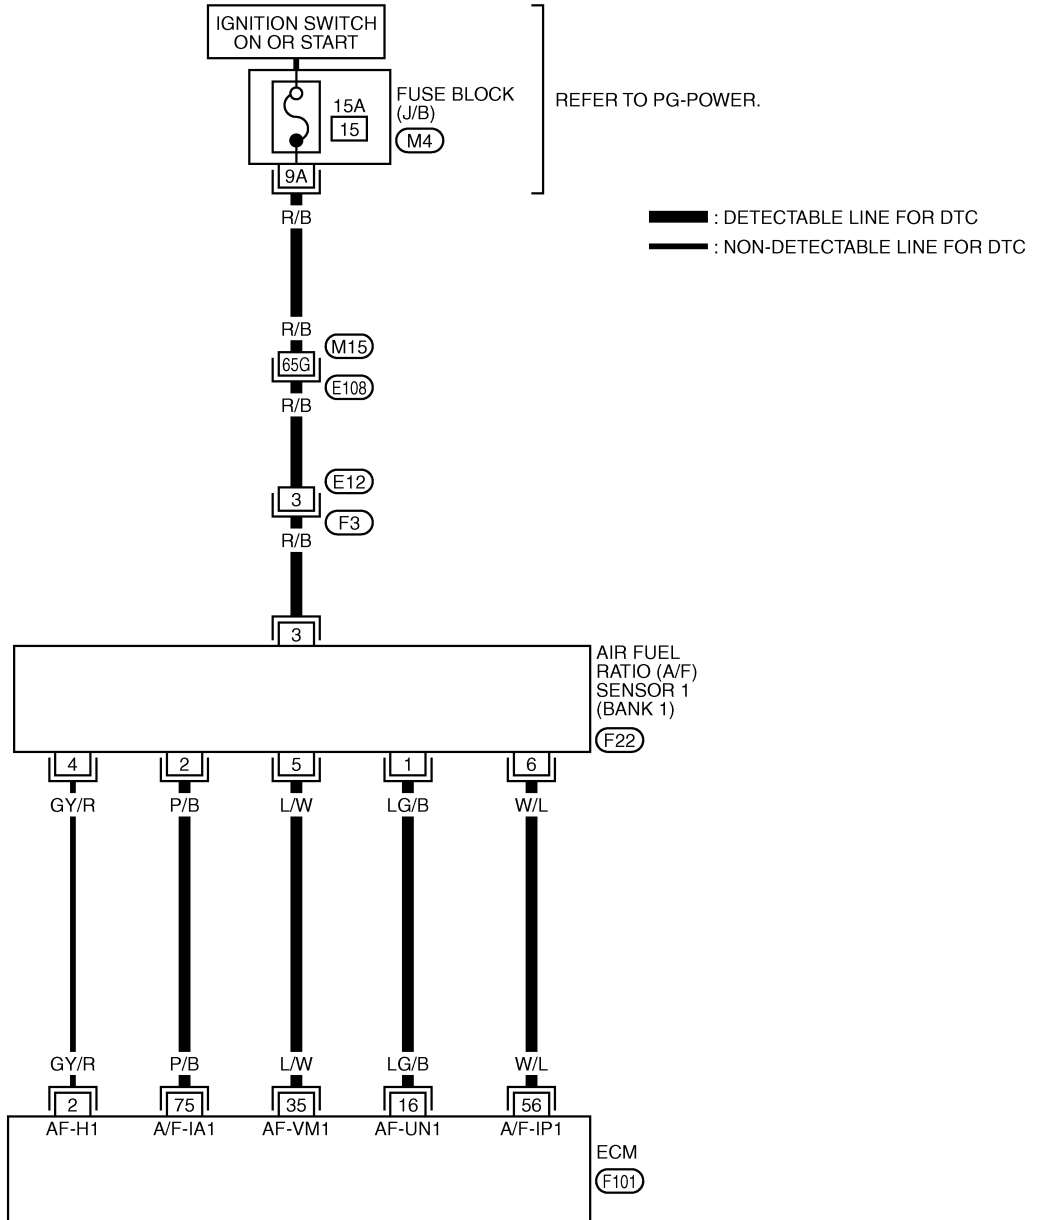 IGNITION SWITCH
ON OR START
15A
15
FUSE BLOCK
(J/B)
M4
REFER TO PG-POWER.
9A
R/B
: DETECTABLE LINE FOR DTC
: NON-DETECTABLE LINE FOR DTC
R/B
M15
65G
E108
R/B
E12
3
F3
R/B
3
AIR FUEL
RATIO (A/F)
SENSOR 1
(BANK 1)
F22
4 2 5 1 6
GY/R P/B L/W LG/B W/L
GY/R P/B L/W LG/B W/L
2 75 35 16 56
AF-H1 A/F-IA1 AF-VM1 AF-UN1 A/F-IP1
ECM
F101